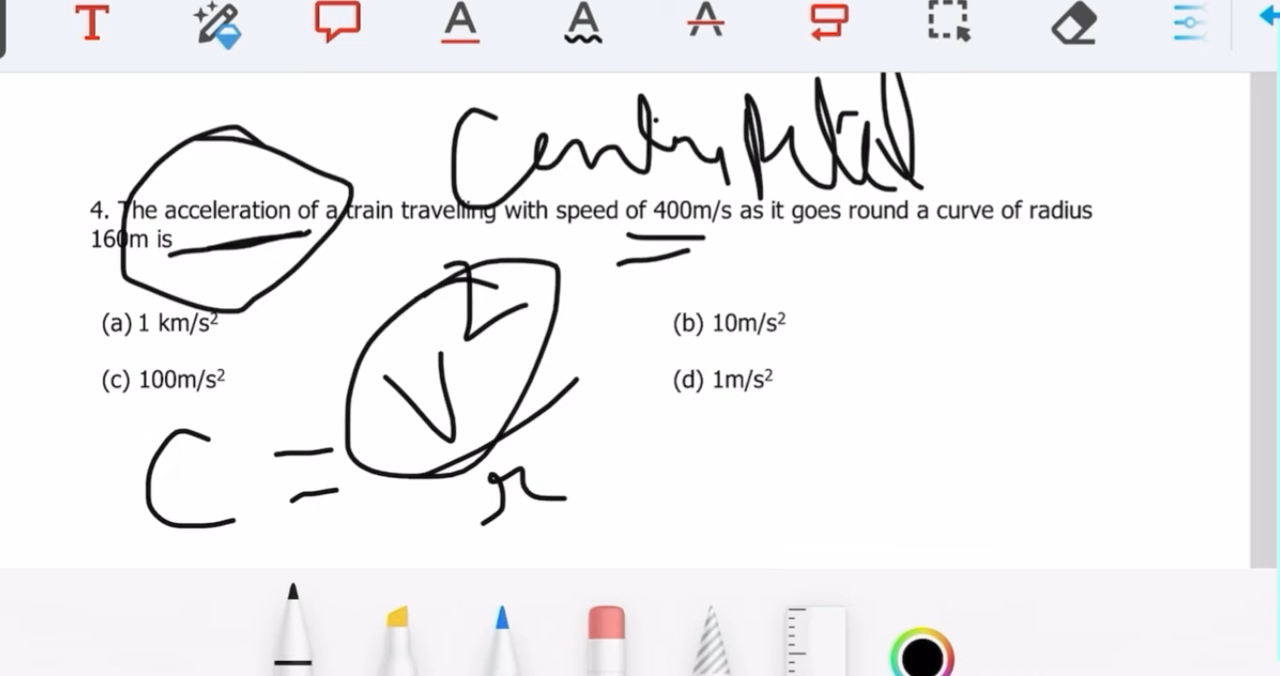 Centripetal
4. The acceleration of a train travelling with speed of 400m/s as it goes round a curve of radius
160m is
(a) 1 km/s²
(b) 10m/s²
(c) 100m/s²
(d) 1m/s²
C = V² / r